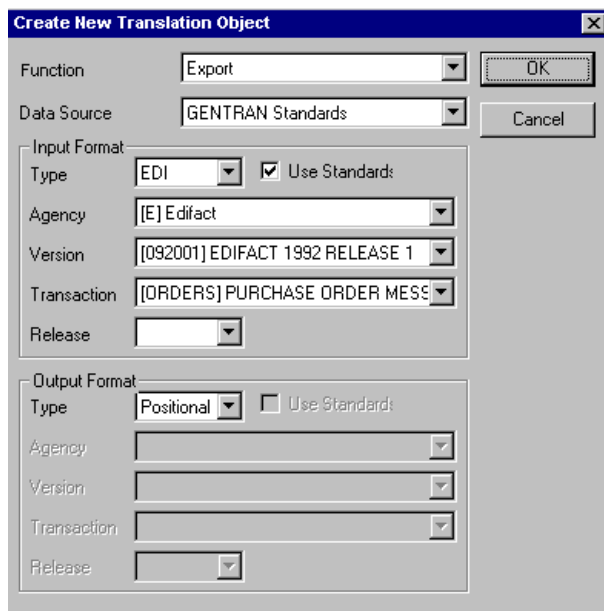 Create New Translation Object
Function Export OK
Data Source GENTRAN Standards Cancel
Input Format
Type EDI Use Standards
Agency [E] Edifact
Version [092001] EDIFACT 1992 RELEASE 1
Transaction [ORDERS] PURCHASE ORDER MESS
Release
Output Format
Type Positional Use Standards
Agency
Version
Transaction
Release